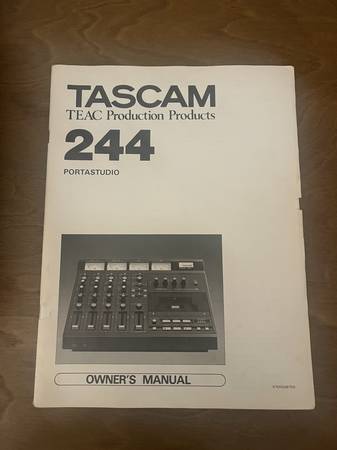 TASCAM
TEAC Production Products
244
PORTASTUDIO
OWNER'S MANUAL